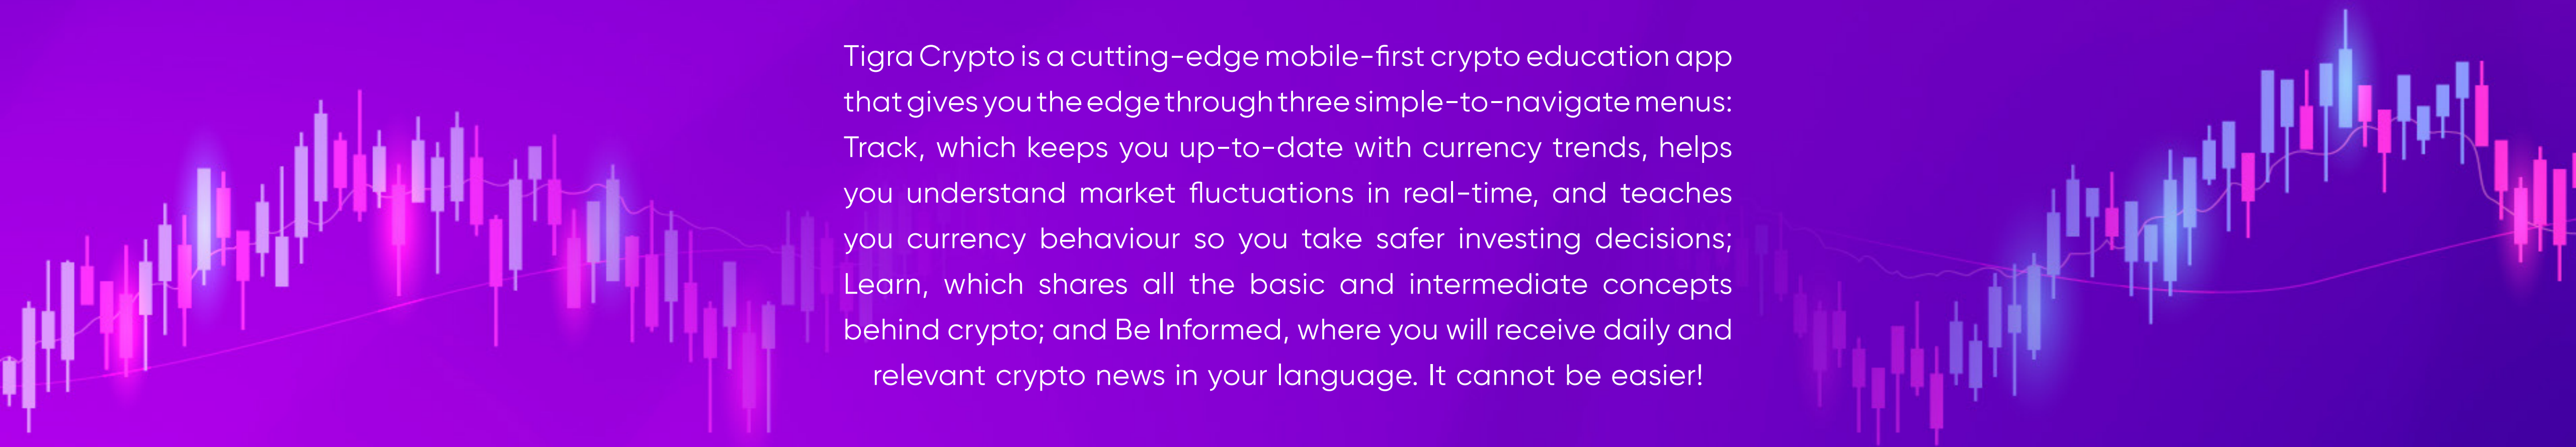 Tigra Crypto is a cutting-edge mobile-first crypto education app
that gives you the edge through three simple-to-navigate menus:
Track, which keeps you up-to-date with currency trends, helps
you understand market fluctuations in real-time, and teaches
you currency behaviour so you take safer investing decisions;
Learn, which shares all the basic and intermediate concepts
behind crypto; and Be Informed, where you will receive daily and
relevant crypto news in your language. It cannot be easier!